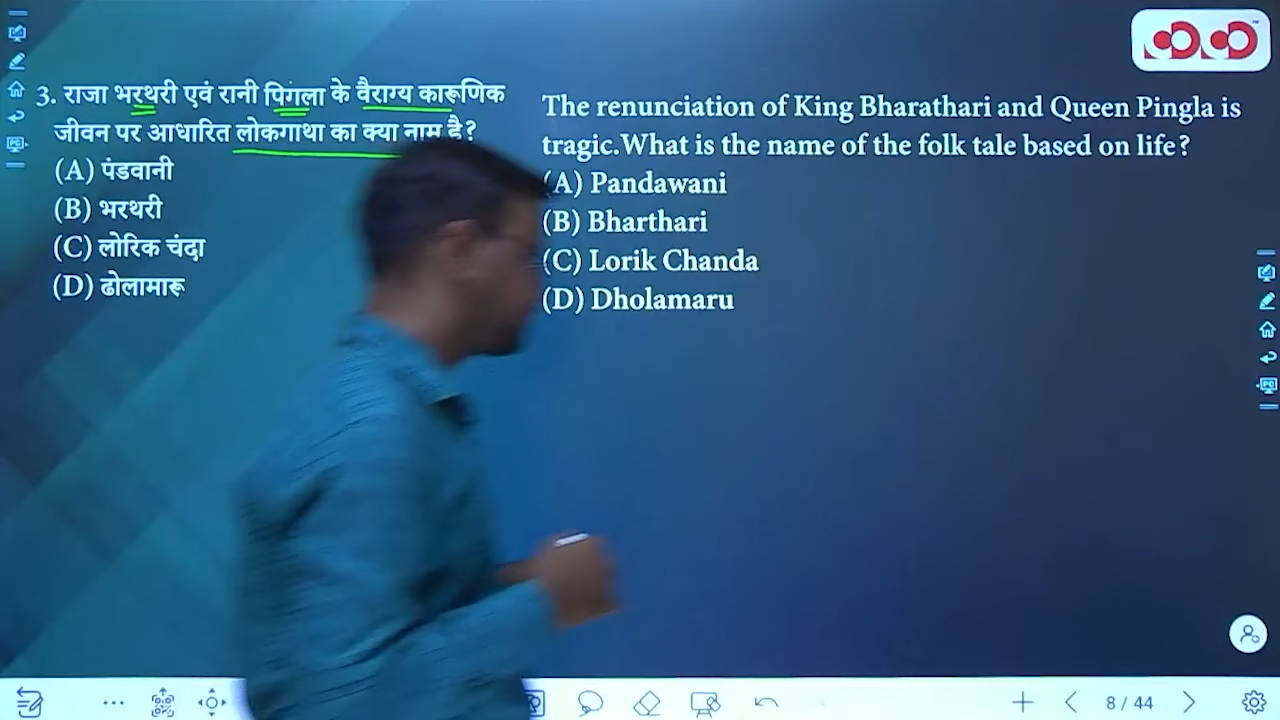 3. राजा भरथरी एवं रानी पिंगला के वैराग्य कारूणिक
जीवन पर आधारित लोकगाथा का क्या नाम है?
(A) पंडवानी
(B) भरथरी
(C) लोरिक चंदा
(D) ढोलामारू
The renunciation of King Bharathari and Queen Pingla is
tragic.What is the name of the folk tale based on life?
(A) Pandawani
(B) Bharthari
(C) Lorik Chanda
(D) Dholamaru
PC
PC
8 / 44